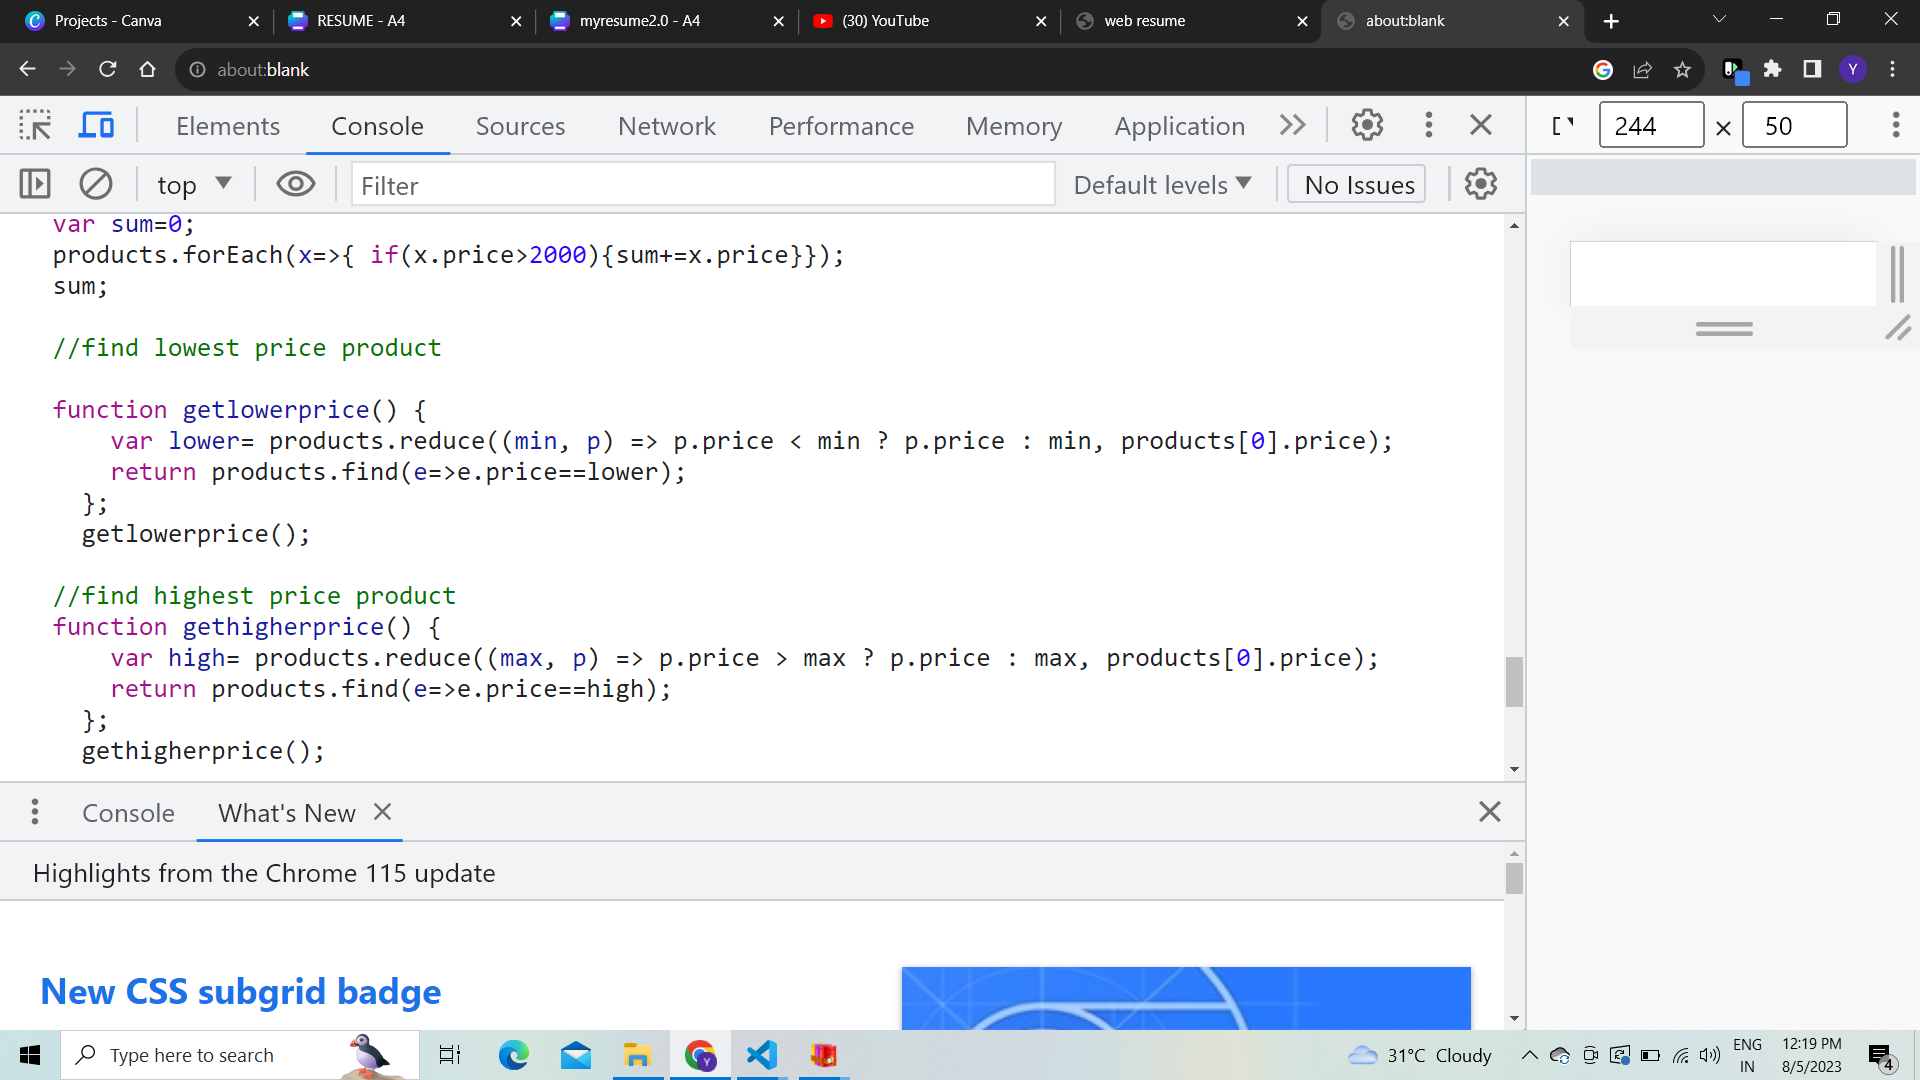 Projects - Canva
RESUME - A4
myresume2.0 - A4
(30) YouTube
web resume
about:blank
about:blank
Y
Elements
Console
Sources
Network
Performance
Memory
Application
244
×
50
top
Filter
Default levels
No Issues
var sum=0;
products.forEach(x=>{ if(x.price>2000){sum+=x.price}});
sum;
//find lowest price product
function getlowerprice() {
var lower= products.reduce((min, p) => p.price < min ? p.price : min, products[0].price);
return products.find(e=>e.price==lower);
};
getlowerprice();
//find highest price product
function gethigherprice() {
var high= products.reduce((max, p) => p.price > max ? p.price : max, products[0].price);
return products.find(e=>e.price==high);
};
gethigherprice();
Console
What's New
Highlights from the Chrome 115 update
New CSS subgrid badge
Type here to search
Y
31°C Cloudy
ENG
IN
12:19 PM
8/5/2023
4